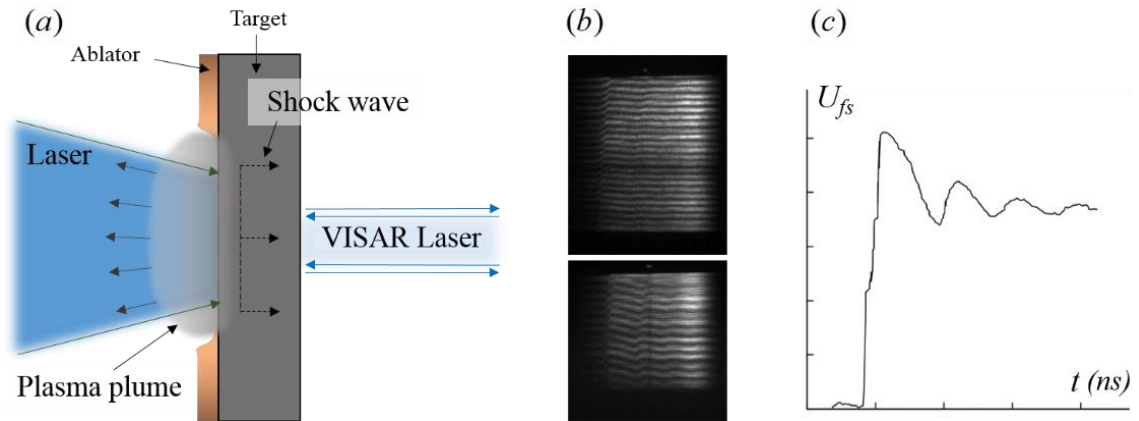 (a)
Target
Ablator
Shock wave
Laser
VISAR Laser
Plasma plume
(b)
(c)
Ufs
t (ns)